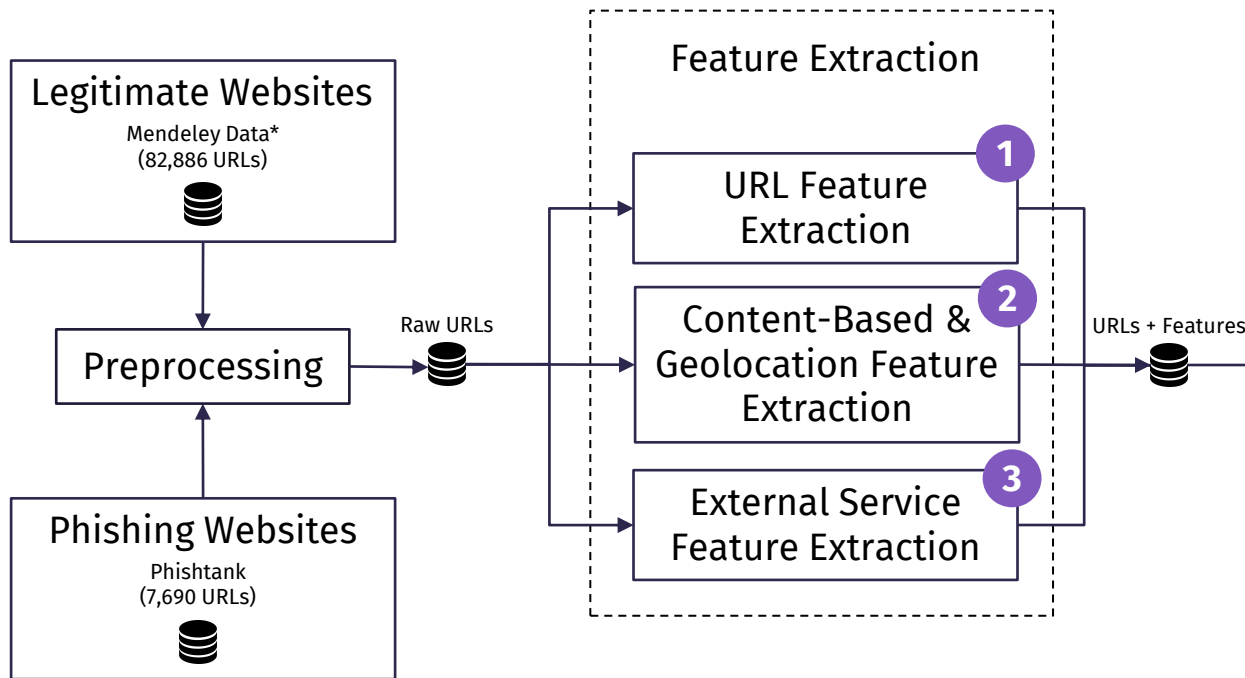 Legitimate Websites
Mendeley Data*
(82,886 URLs)
Preprocessing
Phishing Websites
Phishtank
(7,690 URLs)
Raw URLs
Feature Extraction
1
URL Feature
Extraction
2
Content-Based &
Geolocation Feature
Extraction
3
External Service
Feature Extraction
URLs + Features